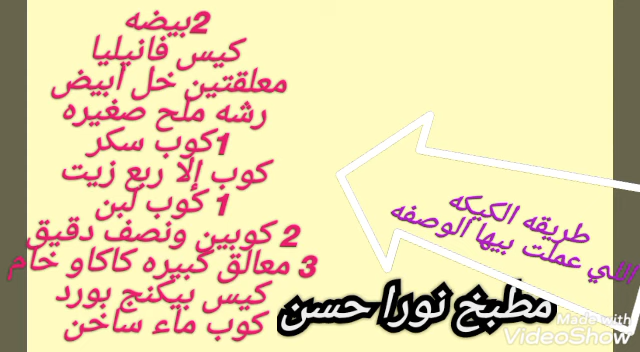 2بيضه
كيس فانيليا
معلقتين خل ابيض
رشه ملح صغيره
1كوب سكر
كوب إلا ربع زيت
1 كوب لبن
2 كوبين ونصف دقيق
3 معالق كبيره كاكاو خام
كيس بيكنج بورد
كوب ماء ساخن
طريقه الكيكه
اللي عملت بيها الوصفه
مطبخ نورا حسن
Made with
VideoShow